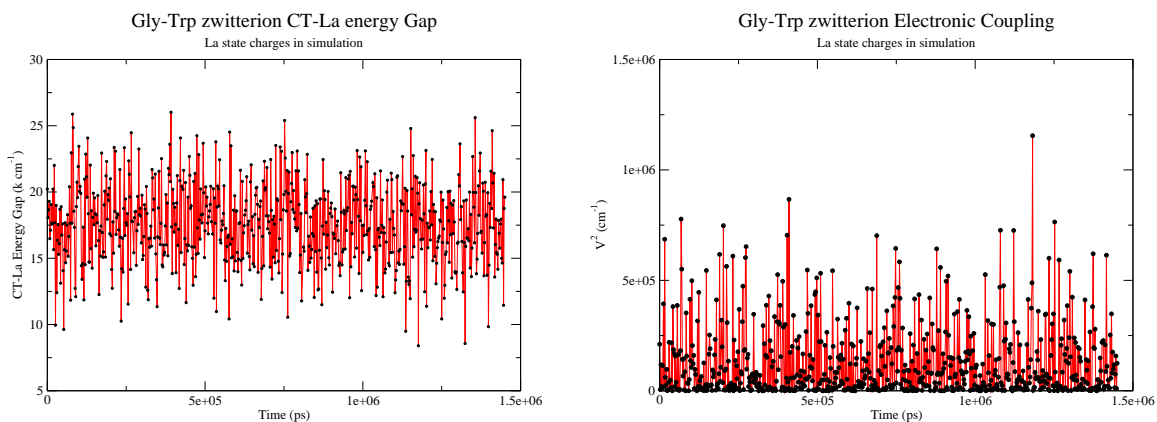 Gly-Trp zwitterion CT-La energy Gap
La state charges in simulation
30
25
20
15
10
5
CT-La Energy Gap (k cm⁻¹)
0
5e+05
1e+06
1.5e+06
Time (ps)
Gly-Trp zwitterion Electronic Coupling
La state charges in simulation
1.5e+06
1e+06
5e+05
0
V² (cm⁻¹)
0
5e+05
1e+06
1.5e+06
Time (ps)